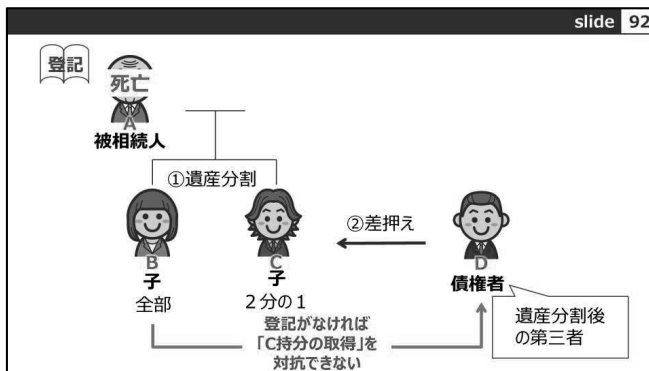 slide 92
登記
死亡
A
被相続人
①遺産分割
②差押え
B
子
全部
C
子
2分の1
D
債権者
遺産分割後
の第三者
登記がなければ
「C持分の取得」を
対抗できない